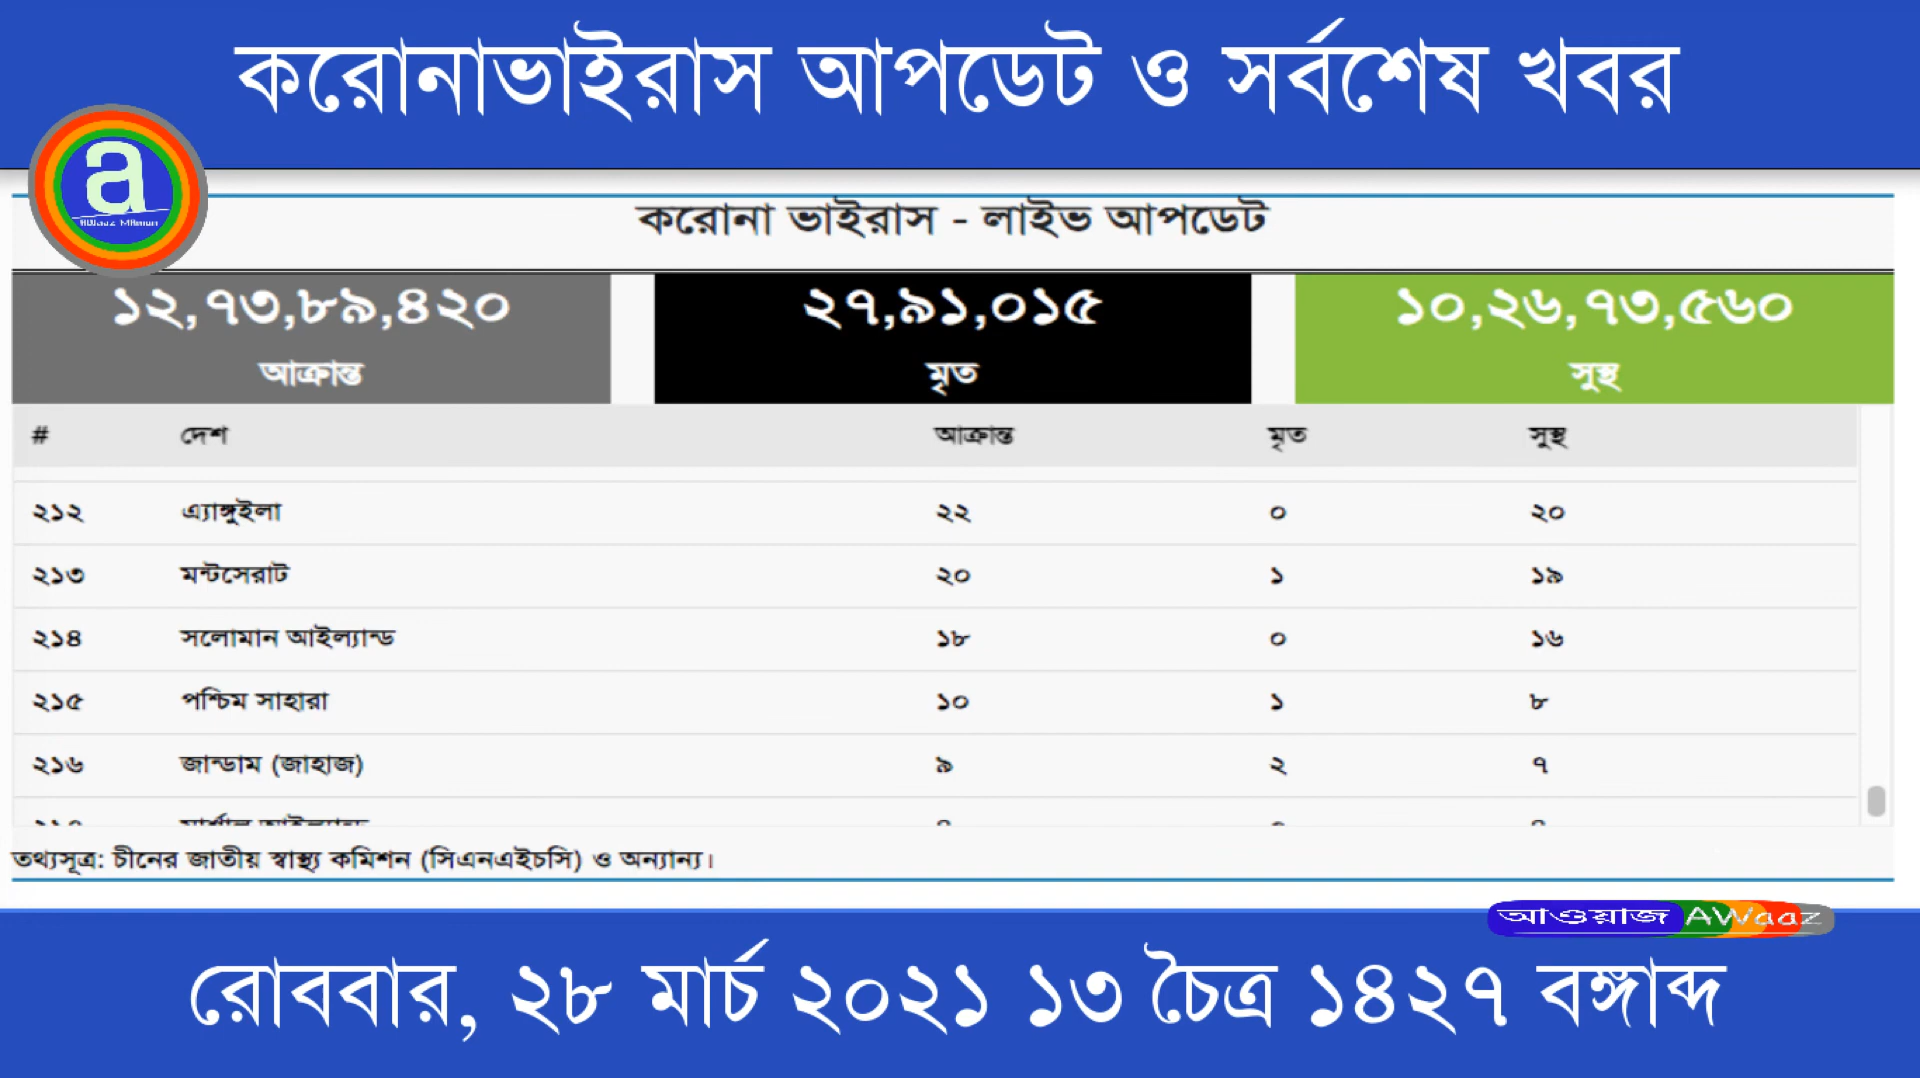 করোনাভাইরাস আপডেট ও সর্বশেষ খবর
a
AWaaz MAmun
করোনা ভাইরাস - লাইভ আপডেট
১২,৭৩,৮৯,৪২০ ২৭,৯১,০১৫ ১০,২৬,৭৩,৫৬০
আক্রান্ত মৃত সুস্থ
# দেশ আক্রান্ত মৃত সুস্থ
২১২ এ্যাঙ্গুইলা ২২ ০ ২০
২১৩ মন্টসেরাট ২০ ১ ১৯
২১৪ সলোমান আইল্যান্ড ১৮ ০ ১৬
২১৫ পশ্চিম সাহারা ১০ ১ ৮
২১৬ জান্ডাম (জাহাজ) ৯ ২ ৭
তথ্যসূত্র: চীনের জাতীয় স্বাস্থ্য কমিশন (সিএনএইচসি) ও অন্যান্য।
আওয়াজ AWaaz
রোববার, ২৮ মার্চ ২০২১ ১৩ চৈত্র ১৪২৭ বঙ্গাব্দ